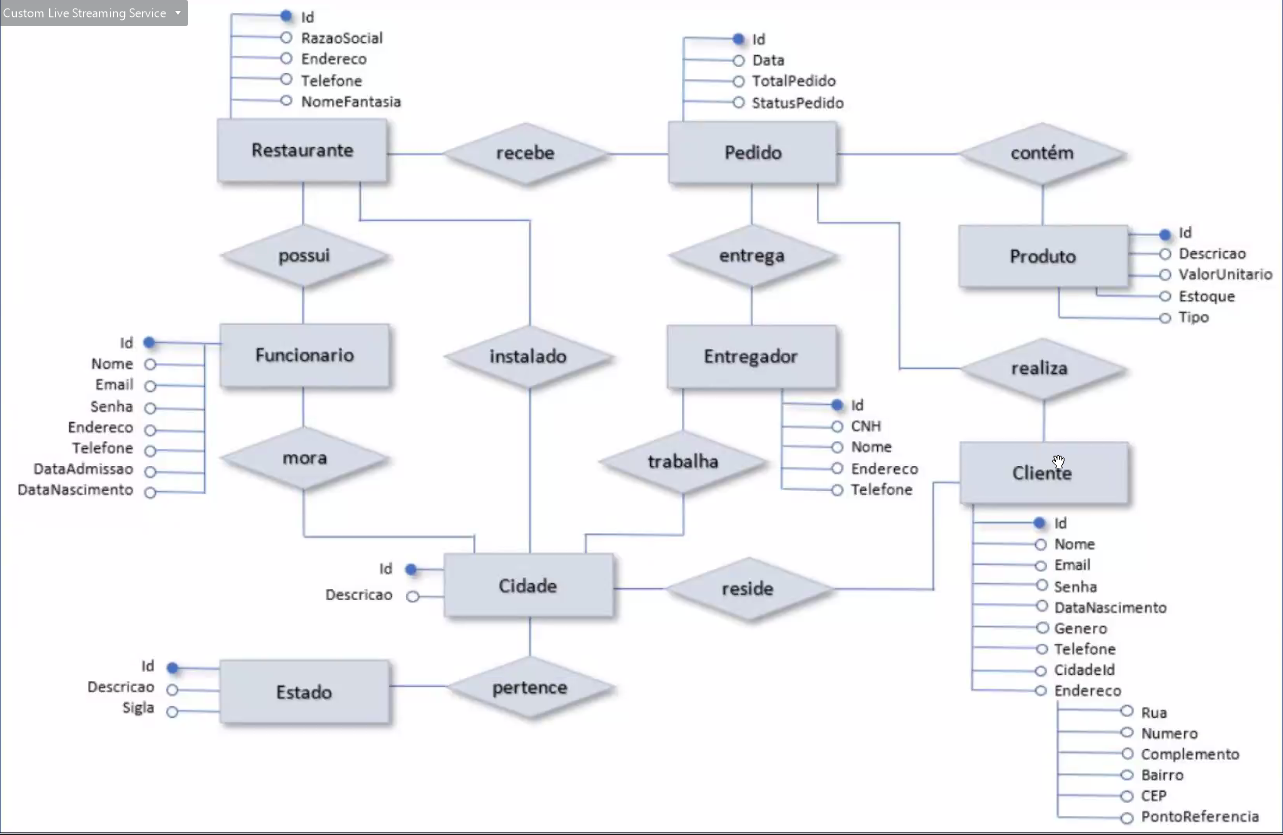 Custom Live Streaming Service
Id
RazaoSocial
Endereco
Telefone
NomeFantasia
Id
Data
TotalPedido
StatusPedido
Restaurante
recebe
Pedido
contém
possui
entrega
Produto
Id
Descricao
ValorUnitario
Estoque
Tipo
Id
Nome
Email
Senha
Endereco
Telefone
DataAdmissao
DataNascimento
Funcionario
instalado
Entregador
realiza
Id
CNH
Nome
Endereco
Telefone
mora
trabalha
Cliente
Id
Nome
Email
Senha
DataNascimento
Genero
Telefone
CidadeId
Endereco
Rua
Numero
Complemento
Bairro
CEP
PontoReferencia
Id
Descricao
Cidade
reside
Id
Descricao
Sigla
Estado
pertence